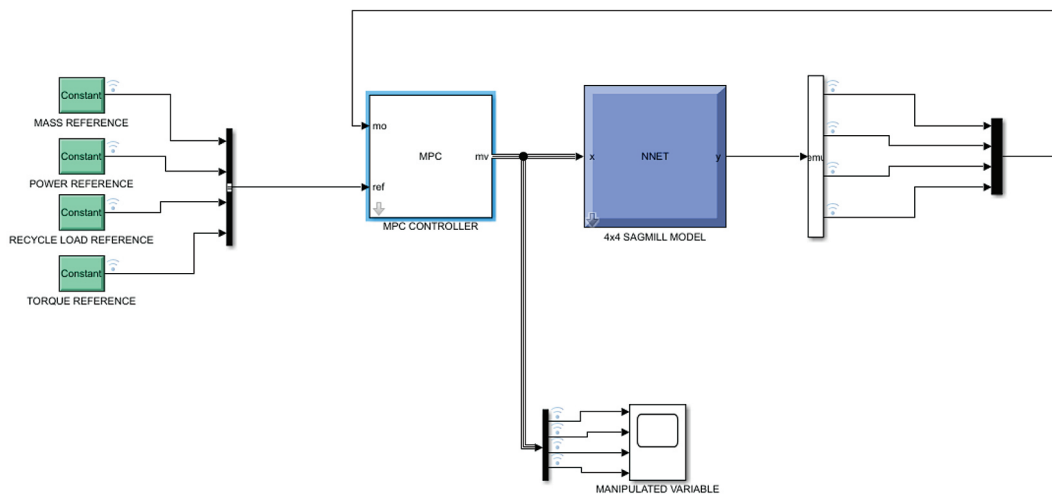 Constant
MASS REFERENCE
Constant
POWER REFERENCE
Constant
RECYCLE LOAD REFERENCE
Constant
TORQUE REFERENCE
mo
MPC
mv
ref
MPC CONTROLLER
x
NNET
y
4x4 SAGMILL MODEL
MANIPULATED VARIABLE